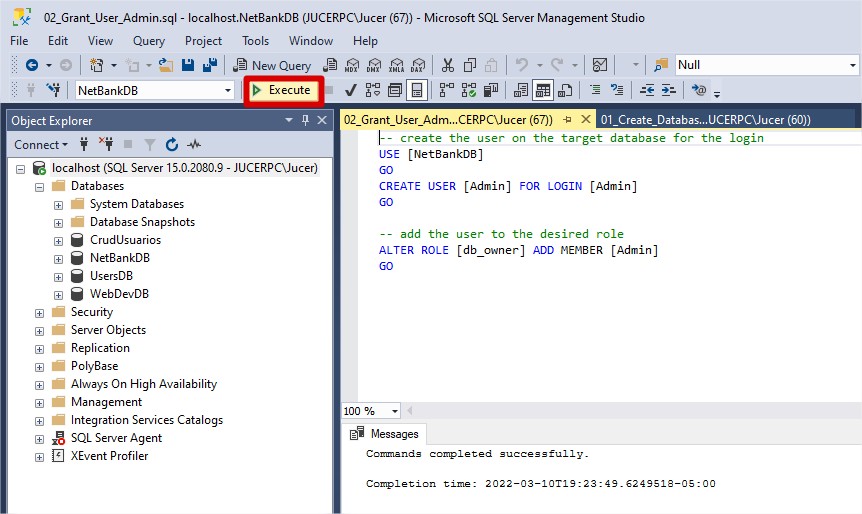 02_Grant_User_Admin.sql - localhost.NetBankDB (JUCERPC\Jucer (67)) - Microsoft SQL Server Management Studio
File Edit View Query Project Tools Window Help
New Query MDX DMX XMLA DAX Null
NetBankDB Execute
Object Explorer
Connect
localhost (SQL Server 15.0.2080.9 - JUCERPC\Jucer)
Databases
System Databases
Database Snapshots
CrudUsuarios
NetBankDB
UsersDB
WebDevDB
Security
Server Objects
Replication
PolyBase
Always On High Availability
Management
Integration Services Catalogs
SQL Server Agent
XEvent Profiler
02_Grant_User_Adm...CERPC\Jucer (67)) 01_Create_Databas...UCERPC\Jucer (60))
-- create the user on the target database for the login
USE [NetBankDB]
GO
CREATE USER [Admin] FOR LOGIN [Admin]
GO
-- add the user to the desired role
ALTER ROLE [db_owner] ADD MEMBER [Admin]
GO
100 %
Messages
Commands completed successfully.
Completion time: 2022-03-10T19:23:49.6249518-05:00